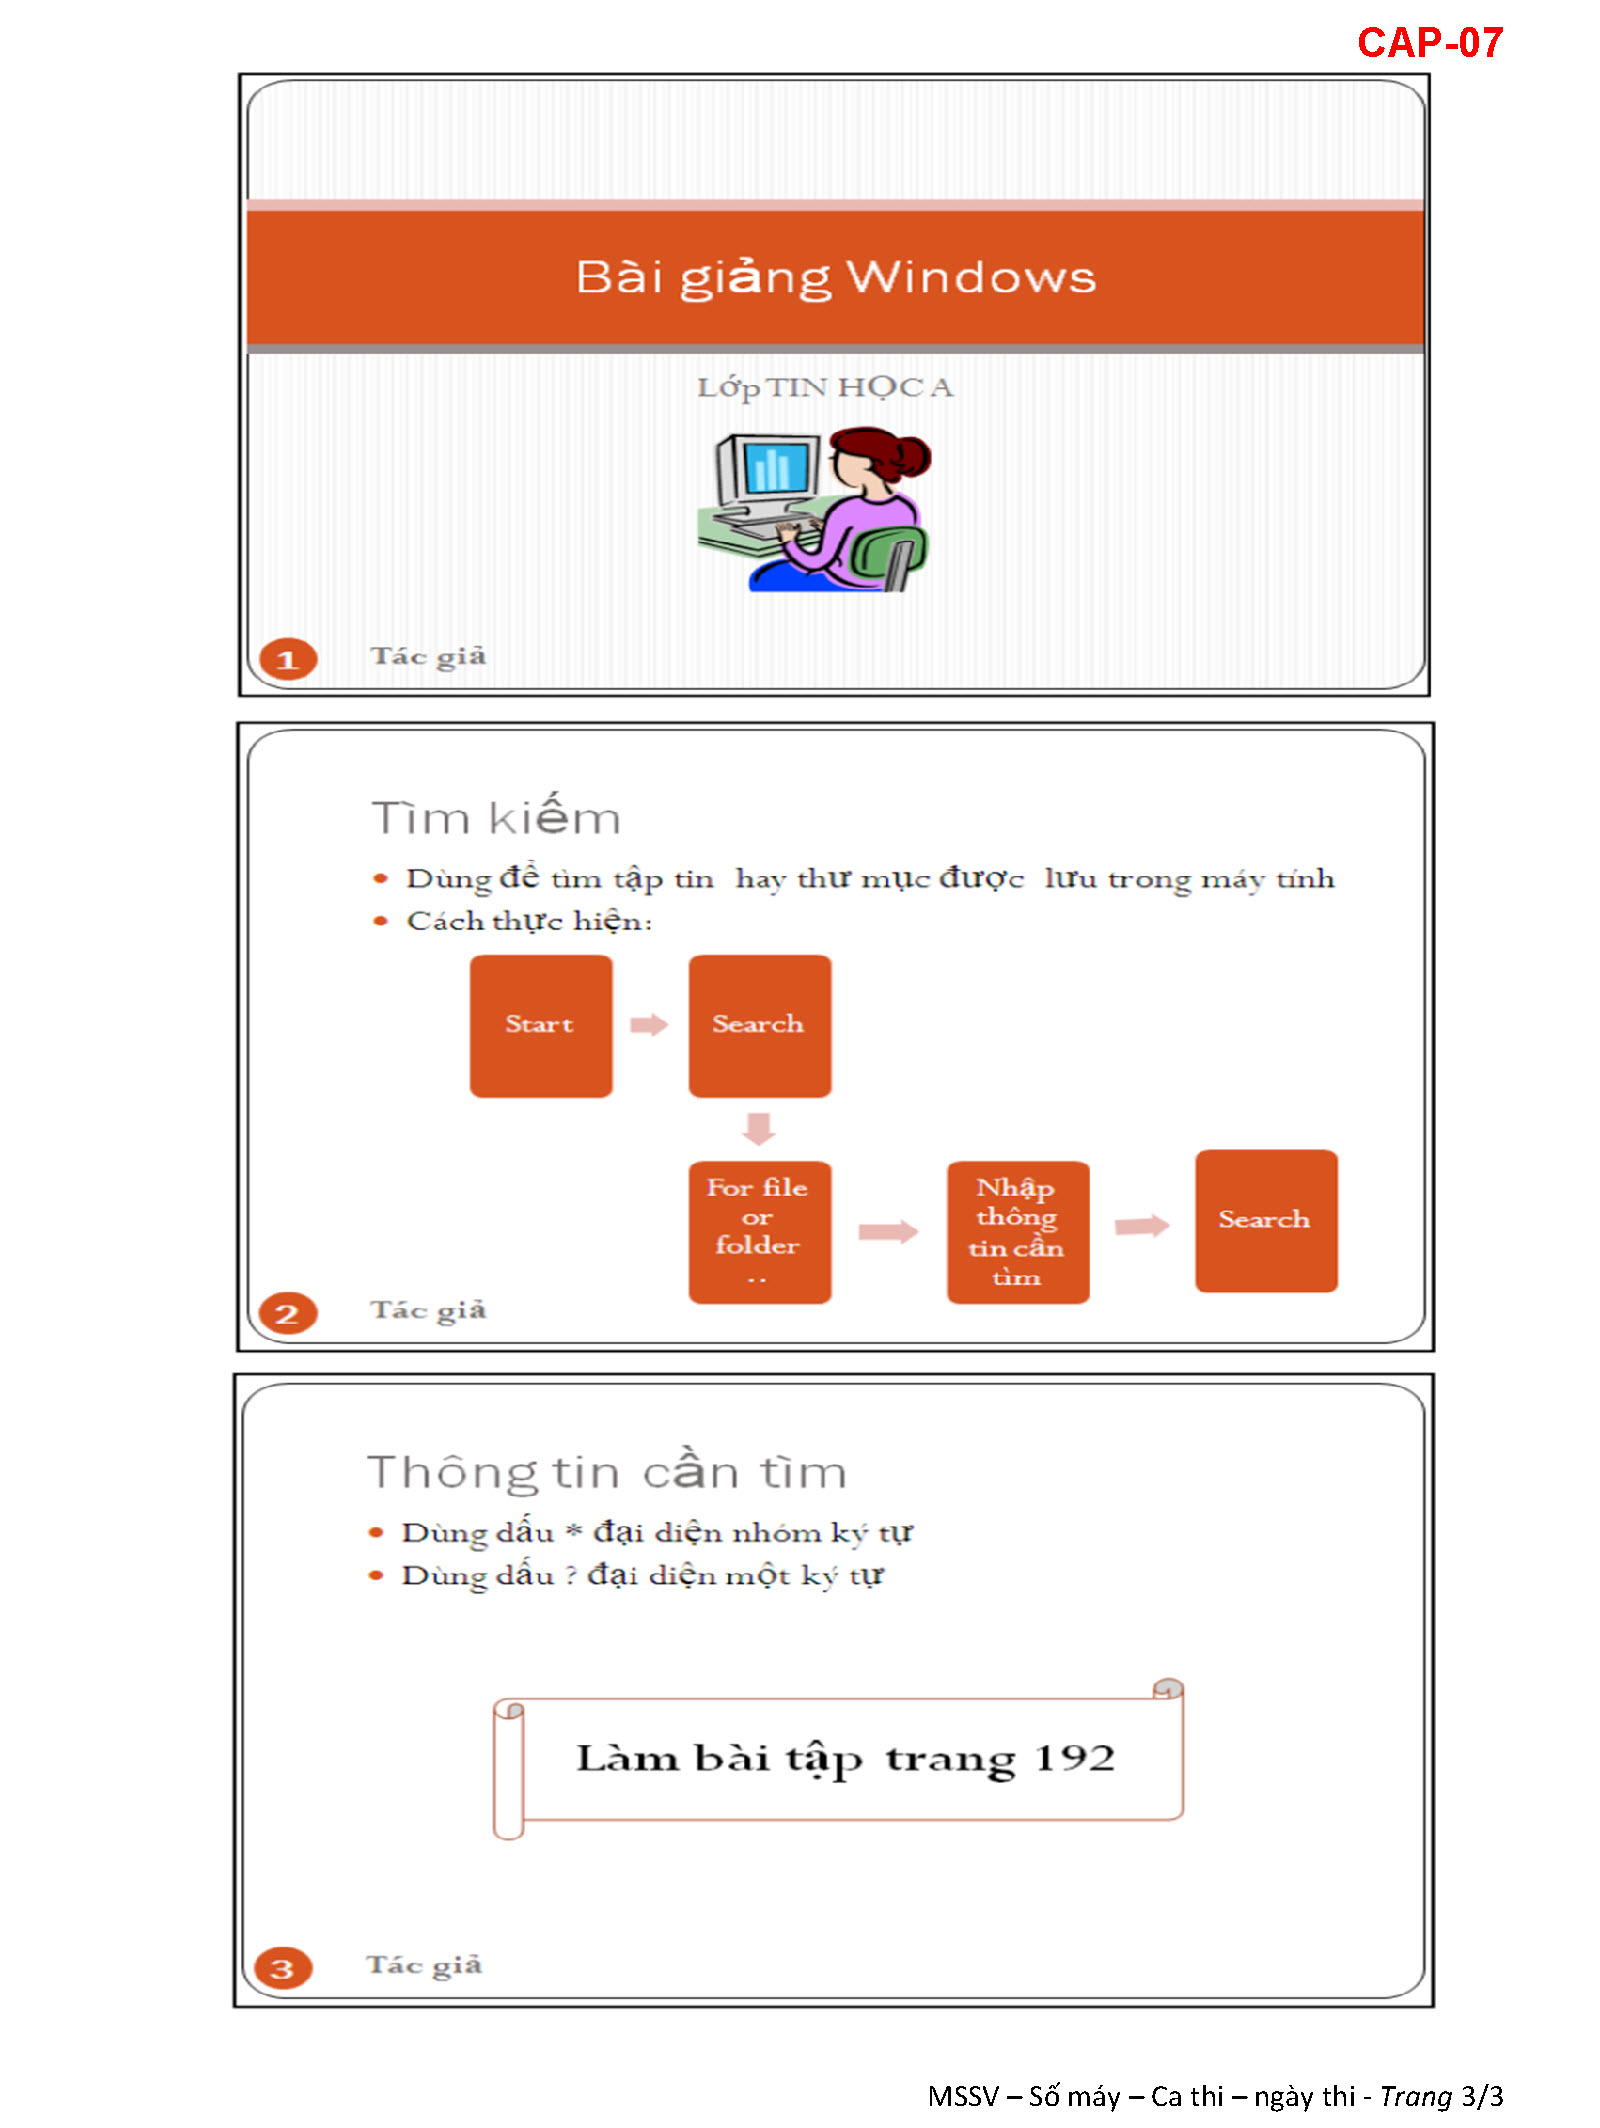 CAP-07
Bài giảng Windows
Lớp TIN HỌC A
1
Tác giả
Tìm kiếm
• Dùng để tìm tập tin hay thư mục được lưu trong máy tính
• Cách thực hiện:
Start
Search
For file
or
folder
..
Nhập
thông
tin cần
tìm
Search
2
Tác giả
Thông tin cần tìm
• Dùng dấu * đại diện nhóm ký tự
• Dùng dấu ? đại diện một ký tự
Làm bài tập trang 192
3
Tác giả
MSSV – Số máy – Ca thi – ngày thi - Trang 3/3